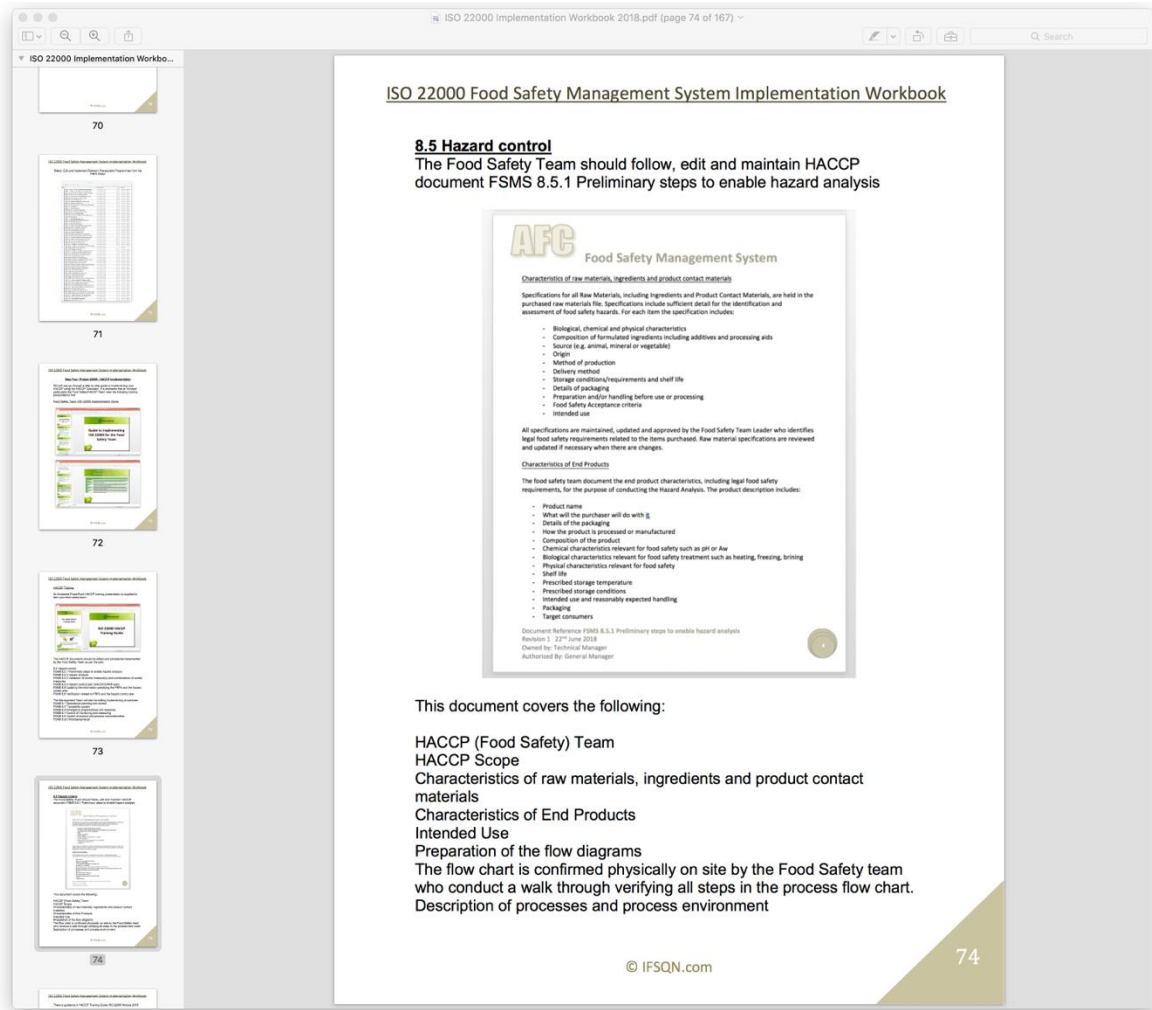 ISO 22000 Implementation Workbook 2018.pdf (page 74 of 167)
Search
ISO 22000 Implementation Workbo...
70
71
72
73
74
ISO 22000 Food Safety Management System Implementation Workbook
8.5 Hazard control
The Food Safety Team should follow, edit and maintain HACCP
document FSMS 8.5.1 Preliminary steps to enable hazard analysis
AFC
Food Safety Management System
Characteristics of raw materials, ingredients and product contact materials
Specifications for all Raw Materials, including Ingredients and Product Contact Materials, are held in the
purchased raw materials file. Specifications include sufficient detail for the identification and
assessment of food safety hazards. For each item the specification includes:
- Biological, chemical and physical characteristics
- Composition of formulated ingredients including additives and processing aids
- Source (e.g. animal, mineral or vegetable)
- Origin
- Method of production
- Delivery method
- Storage conditions/requirements and shelf life
- Details of packaging
- Preparation and/or handling before use or processing
- Food Safety Acceptance criteria
- Intended use
All specifications are maintained, updated and approved by the Food Safety Team Leader who identifies
legal food safety requirements related to the items purchased. Raw material specifications are reviewed
and updated if necessary when there are changes.
Characteristics of End Products
The food safety team document the end product characteristics, including legal food safety
requirements, for the purpose of conducting the Hazard Analysis. The product description includes:
- Product name
- What will the purchaser will do with it
- Details of the packaging
- How the product is processed or manufactured
- Composition of the product
- Chemical characteristics relevant for food safety such as pH or Aw
- Biological characteristics relevant for food safety treatment such as heating, freezing, brining
- Physical characteristics relevant for food safety
- Shelf life
- Prescribed storage temperature
- Prescribed storage conditions
- Intended use and reasonably expected handling
- Packaging
- Target consumers
Document Reference FSMS 8.5.1 Preliminary steps to enable hazard analysis
Revision 1 22nd June 2018
Owned by: Technical Manager
Authorised By: General Manager
This document covers the following:
HACCP (Food Safety) Team
HACCP Scope
Characteristics of raw materials, ingredients and product contact
materials
Characteristics of End Products
Intended Use
Preparation of the flow diagrams
The flow chart is confirmed physically on site by the Food Safety team
who conduct a walk through verifying all steps in the process flow chart.
Description of processes and process environment
© IFSQN.com
74